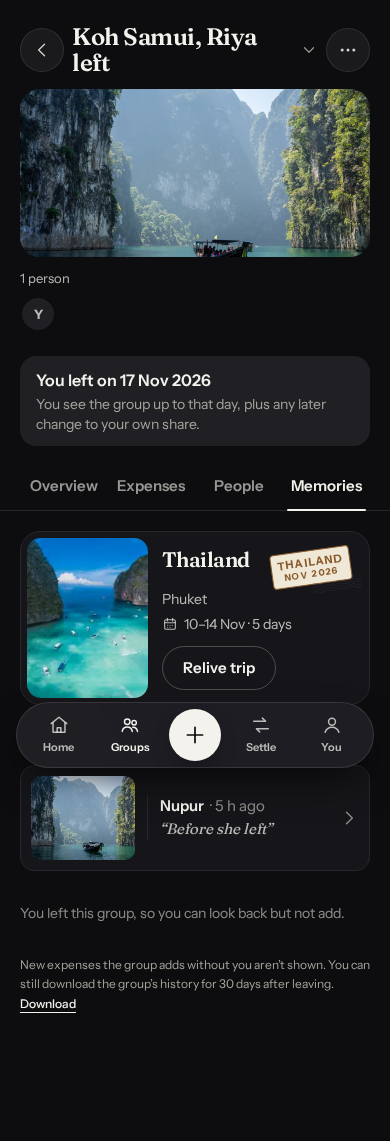 Koh Samui, Riya
left
1 person
Y
You left on 17 Nov 2026
You see the group up to that day, plus any later
change to your own share.
Overview Expenses People Memories
Thailand
THAILAND
NOV 2026
Phuket
10–14 Nov · 5 days
Relive trip
Home Groups Settle You
Nupur · 5 h ago
“Before she left”
You left this group, so you can look back but not add.
New expenses the group adds without you aren’t shown. You can
still download the group’s history for 30 days after leaving.
Download